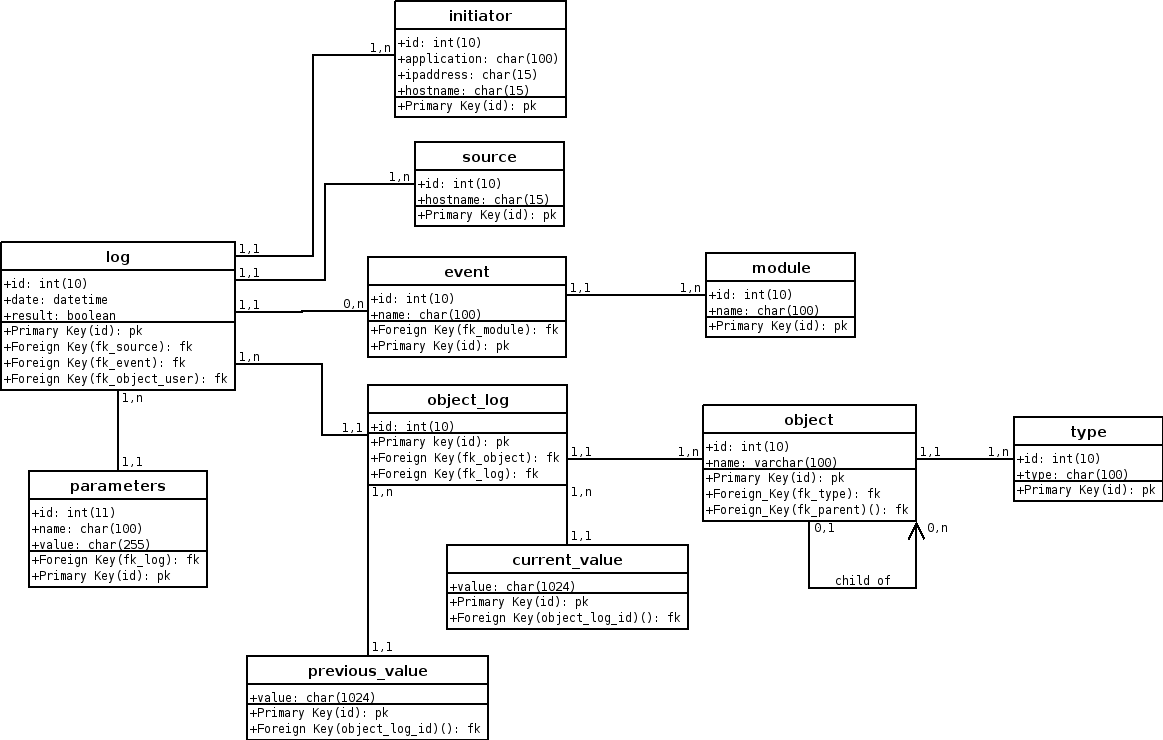 initiator
+id: int(10)
+application: char(100)
+ipaddress: char(15)
+hostname: char(15)
+Primary Key(id): pk
1,n
source
+id: int(10)
+hostname: char(15)
+Primary Key(id): pk
1,n
log
+id: int(10)
+date: datetime
+result: boolean
+Primary Key(id): pk
+Foreign Key(fk_source): fk
+Foreign Key(fk_event): fk
+Foreign Key(fk_object_user): fk
1,1
1,1
1,1
1,n
1,n
event
+id: int(10)
+name: char(100)
+Foreign Key(fk_module): fk
+Primary Key(id): pk
0,n
1,1
module
+id: int(10)
+name: char(100)
+Primary Key(id): pk
1,n
object_log
+id: int(10)
+Primary key(id): pk
+Foreign Key(fk_object): fk
+Foreign Key(fk_log): fk
1,1
1,1
1,n
1,n
object
+id: int(10)
+name: varchar(100)
+Primary Key(id): pk
+Foreign_Key(fk_type): fk
+Foreign_Key(fk_parent)(): fk
1,n
1,1
0,1
0,n
child of
type
+id: int(10)
+type: char(100)
+Primary Key(id): pk
1,n
parameters
+id: int(11)
+name: char(100)
+value: char(255)
+Foreign Key(fk_log): fk
+Primary Key(id): pk
1,1
current_value
+value: char(1024)
+Primary Key(id): pk
+Foreign Key(object_log_id)(): fk
1,1
previous_value
+value: char(1024)
+Primary Key(id): pk
+Foreign Key(object_log_id)(): fk
1,1